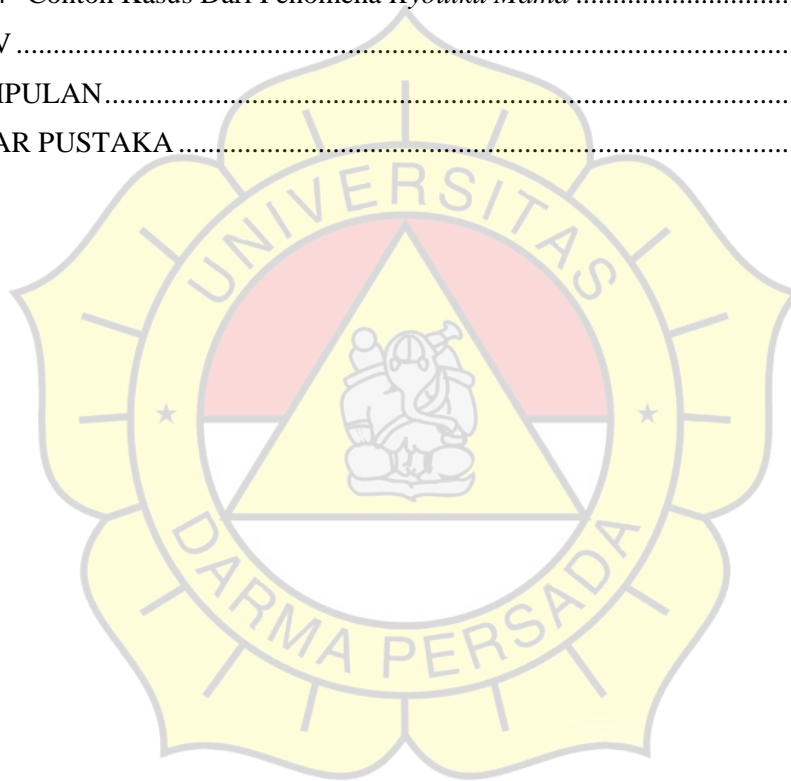 Contoh Kasus Dari Fenomena Kyouiku Mama ............................................
V ........................................................................................................
IPULAN............................................................................................
AR PUSTAKA ..................................................................................
UNIVERSITAS
DARMA PERSADA